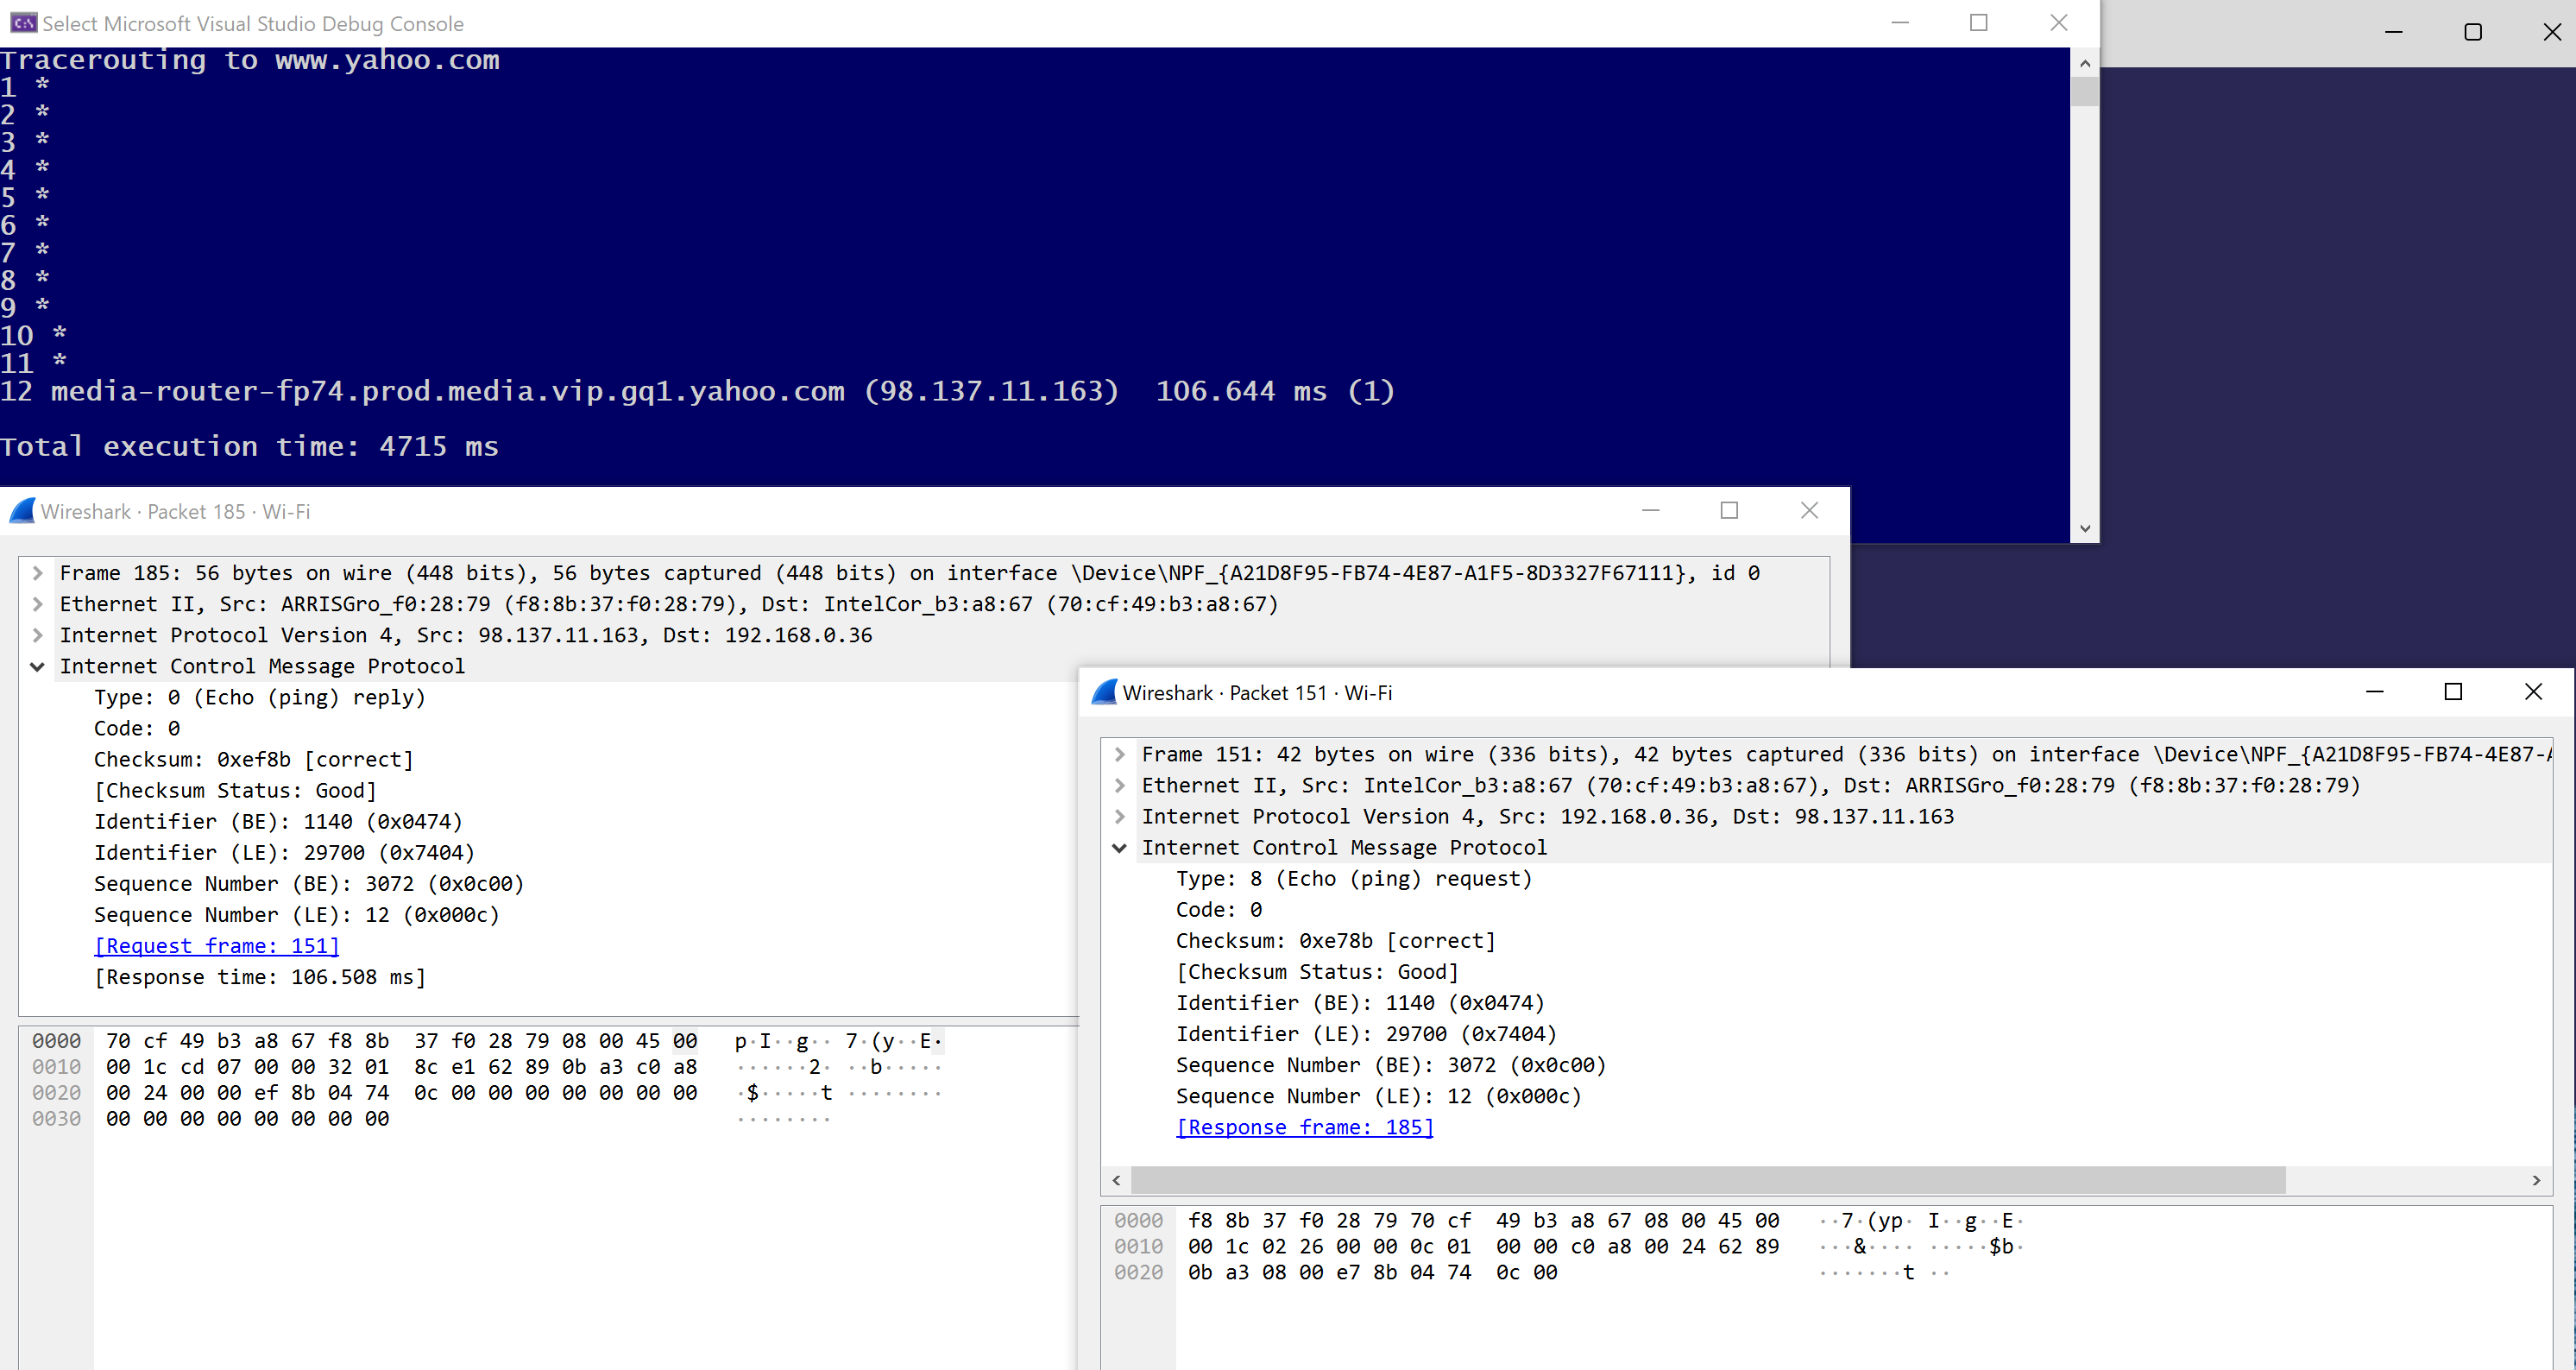 Select Microsoft Visual Studio Debug Console
Tracerouting to www.yahoo.com
1 *
2 *
3 *
4 *
5 *
6 *
7 *
8 *
9 *
10 *
11 *
12 media-router-fp74.prod.media.vip.gq1.yahoo.com (98.137.11.163)  106.644 ms (1)
Total execution time: 4715 ms
Wireshark · Packet 185 · Wi-Fi
Frame 185: 56 bytes on wire (448 bits), 56 bytes captured (448 bits) on interface \Device\NPF_{A21D8F95-FB74-4E87-A1F5-8D3327F67111}, id 0
Ethernet II, Src: ARRISGro_f0:28:79 (f8:8b:37:f0:28:79), Dst: IntelCor_b3:a8:67 (70:cf:49:b3:a8:67)
Internet Protocol Version 4, Src: 98.137.11.163, Dst: 192.168.0.36
Internet Control Message Protocol
Type: 0 (Echo (ping) reply)
Code: 0
Checksum: 0xef8b [correct]
[Checksum Status: Good]
Identifier (BE): 1140 (0x0474)
Identifier (LE): 29700 (0x7404)
Sequence Number (BE): 3072 (0x0c00)
Sequence Number (LE): 12 (0x000c)
[Request frame: 151]
[Response time: 106.508 ms]
0000 70 cf 49 b3 a8 67 f8 8b 37 f0 28 79 08 00 45 00 p·I··g·· 7·(y··E·
0010 00 1c cd 07 00 00 32 01 8c e1 62 89 0b a3 c0 a8 ······2· ··b·····
0020 00 24 00 00 ef 8b 04 74 0c 00 00 00 00 00 00 00 ·$·····t ········
0030 00 00 00 00 00 00 00 00 ········
Wireshark · Packet 151 · Wi-Fi
Frame 151: 42 bytes on wire (336 bits), 42 bytes captured (336 bits) on interface \Device\NPF_{A21D8F95-FB74-4E87-A
Ethernet II, Src: IntelCor_b3:a8:67 (70:cf:49:b3:a8:67), Dst: ARRISGro_f0:28:79 (f8:8b:37:f0:28:79)
Internet Protocol Version 4, Src: 192.168.0.36, Dst: 98.137.11.163
Internet Control Message Protocol
Type: 8 (Echo (ping) request)
Code: 0
Checksum: 0xe78b [correct]
[Checksum Status: Good]
Identifier (BE): 1140 (0x0474)
Identifier (LE): 29700 (0x7404)
Sequence Number (BE): 3072 (0x0c00)
Sequence Number (LE): 12 (0x000c)
[Response frame: 185]
0000 f8 8b 37 f0 28 79 70 cf 49 b3 a8 67 08 00 45 00 ··7·(yp· I··g··E·
0010 00 1c 02 26 00 00 0c 01 00 00 c0 a8 00 24 62 89 ···&···· ·····$b·
0020 0b a3 08 00 e7 8b 04 74 0c 00 ·······t ··